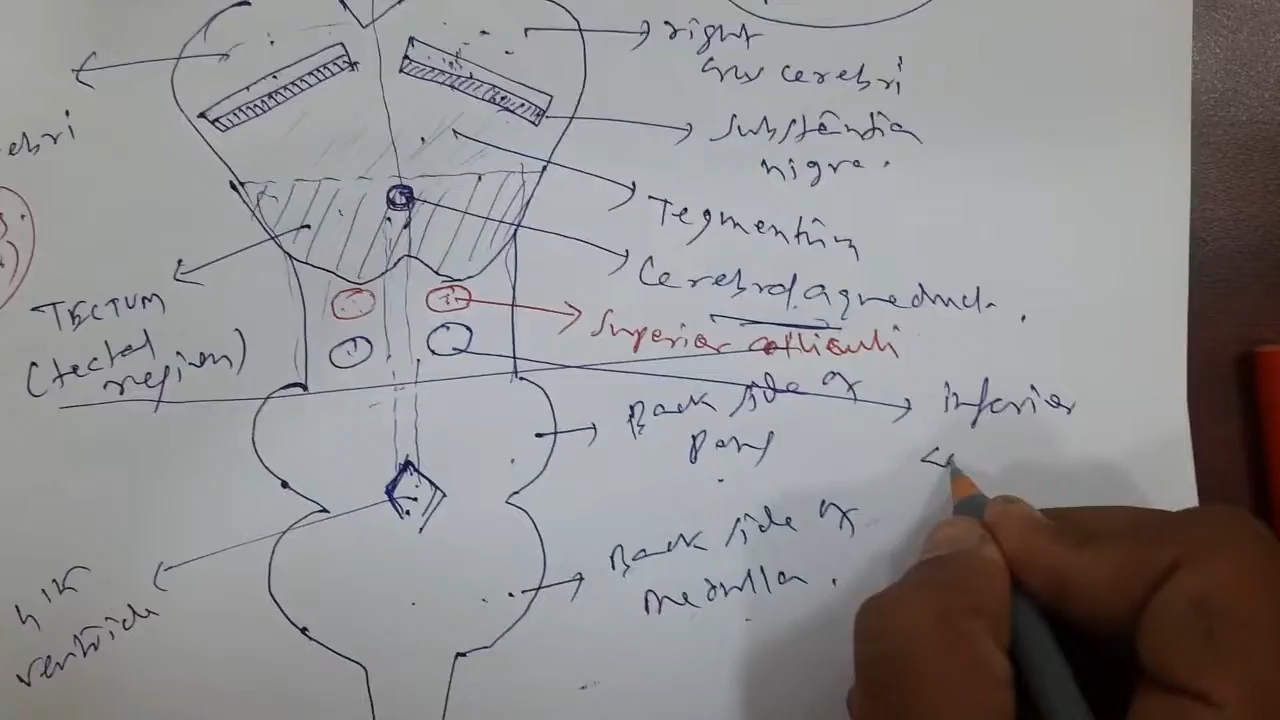 right
crus cerebri
ebri
substantia
nigra.
Tegmentum
Cerebral aqueduct.
TECTUM
(tectal
region)
Superior colliculi
Back side of
pons
inferior
Back side of
medulla.
4th
ventricle